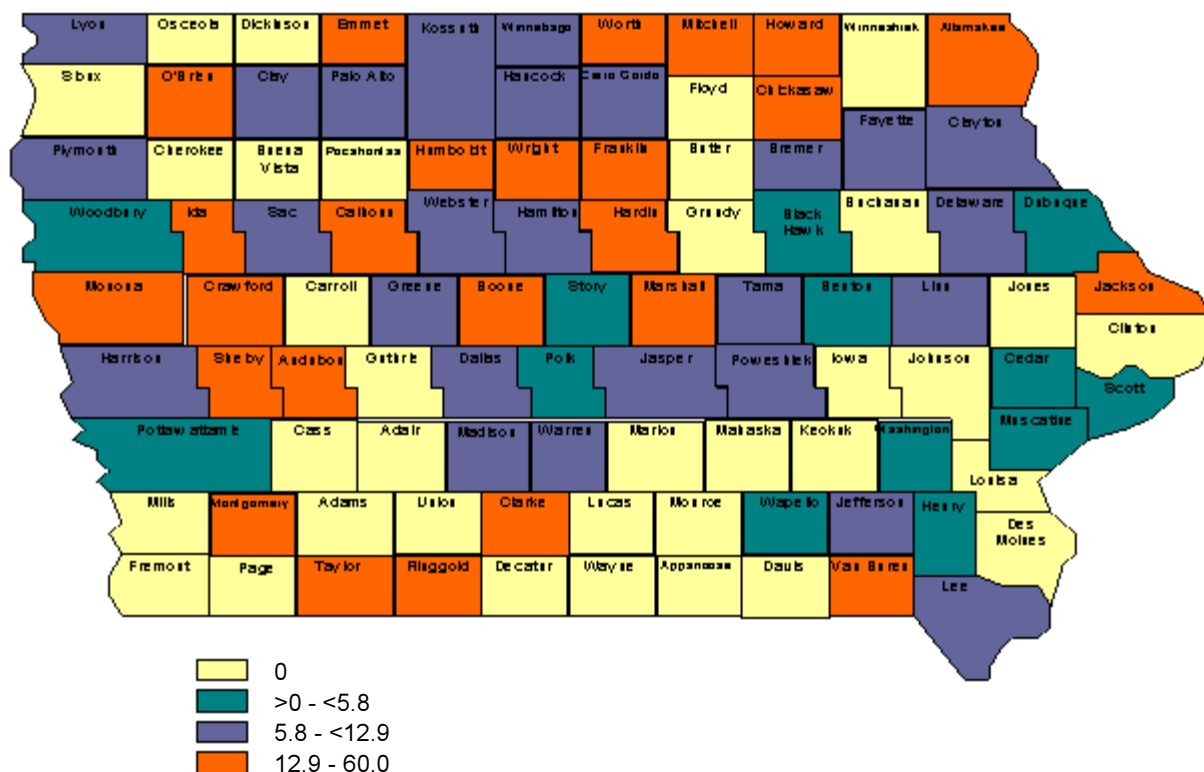 Lyon Osceola Dickinson Emmet Kossuth Winnebago Worth Mitchell Howard Winneshiek Allamakee
Sioux O'Brien Clay Palo Alto Hancock Cerro Gordo Floyd Chickasaw
Fayette Clayton
Plymouth Cherokee Buena Vista Pocahontas Humboldt Wright Franklin Butler Bremer
Woodbury Ida Sac Calhoun Webster Hamilton Hardin Grundy Black Hawk Buchanan Delaware Dubuque
Monona Crawford Carroll Greene Boone Story Marshall Tama Benton Linn Jones Jackson
Clinton
Harrison Shelby Audubon Guthrie Dallas Polk Jasper Poweshiek Iowa Johnson Cedar
Scott
Pottawattamie Cass Adair Madison Warren Marion Mahaska Keokuk Washington Muscatine
Louisa
Mills Montgomery Adams Union Clarke Lucas Monroe Wapello Jefferson Henry
Des Moines
Fremont Page Taylor Ringgold Decatur Wayne Appanoose Davis Van Buren
Lee
0
>0 - <5.8
5.8 - <12.9
12.9 - 60.0